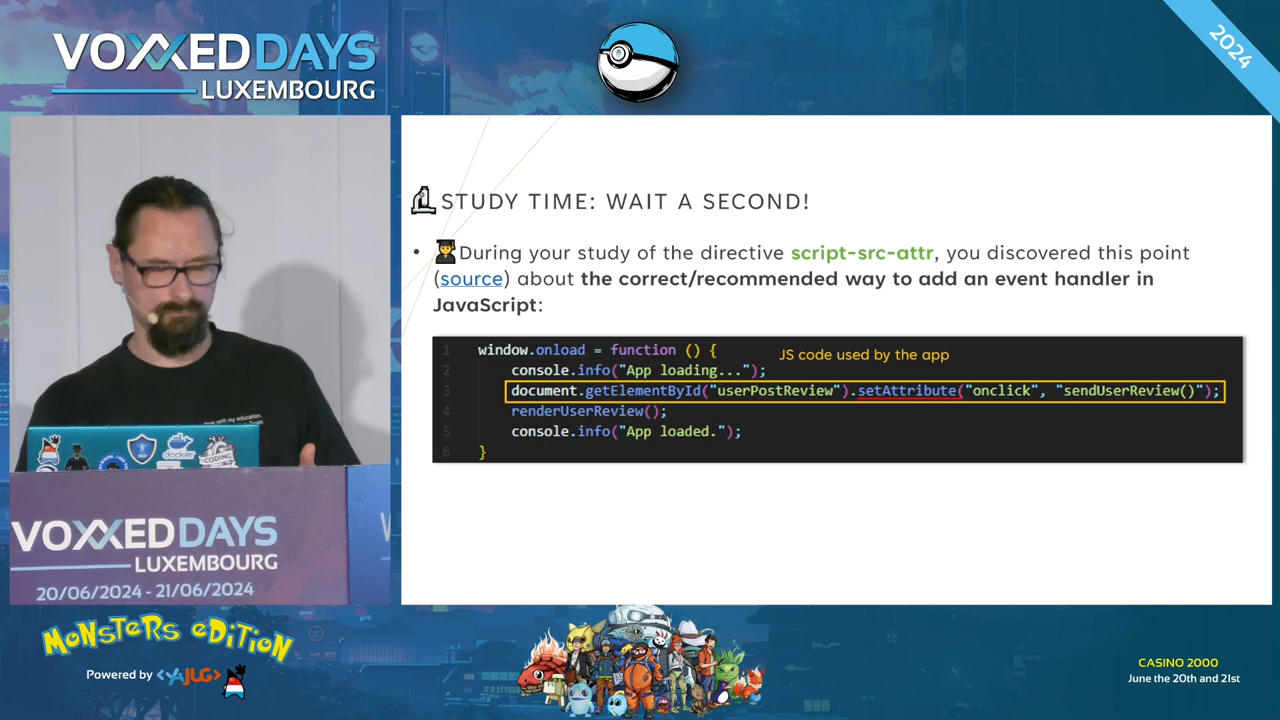 VOXXEDDAYS
LUXEMBOURG
2024
STUDY TIME: WAIT A SECOND!
• During your study of the directive script-src-attr, you discovered this point
(source) about the correct/recommended way to add an event handler in
JavaScript:
1 window.onload = function () {
JS code used by the app
2 console.info("App loading...");
3 document.getElementById("userPostReview").setAttribute("onclick", "sendUserReview()");
4 renderUserReview();
5 console.info("App loaded.");
6 }
docker
CODING
VOXXEDDAYS
LUXEMBOURG
20/06/2024 - 21/06/2024
MONSTERS EDITION
Powered by <YAJUG>
CASINO 2000
June the 20th and 21st